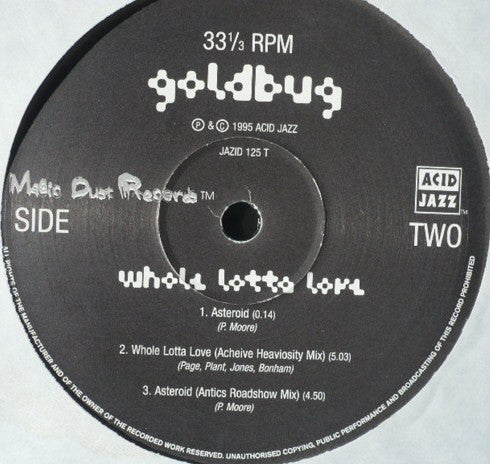 33⅓ RPM
goldbug
℗ & © 1995 ACID JAZZ
JAZID 125 T
Magic Dust Records™
SIDE
ACID
JAZZ™
TWO
whole lotta love
1. Asteroid (0.14)
(P. Moore)
2. Whole Lotta Love (Acheive Heaviosity Mix) (5.03)
(Page, Plant, Jones, Bonham)
3. Asteroid (Antics Roadshow Mix) (4.50)
(P. Moore)
ALL RIGHTS OF THE MANUFACTURER AND OF THE OWNER OF THE RECORDED WORK RESERVED. UNAUTHORISED COPYING, PUBLIC PERFORMANCE AND BROADCASTING OF THIS RECORD PROHIBITED